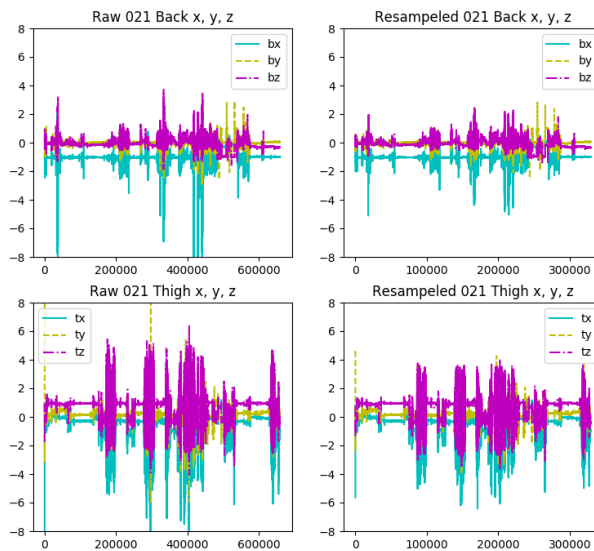 Raw 021 Back x, y, z
8
6
4
2
0
−2
−4
−6
−8
bx
by
bz
0 200000 400000 600000
Resampeled 021 Back x, y, z
8
6
4
2
0
−2
−4
−6
−8
bx
by
bz
0 100000 200000 300000
Raw 021 Thigh x, y, z
8
6
4
2
0
−2
−4
−6
−8
tx
ty
tz
0 200000 400000 600000
Resampeled 021 Thigh x, y, z
8
6
4
2
0
−2
−4
−6
−8
tx
ty
tz
0 100000 200000 300000